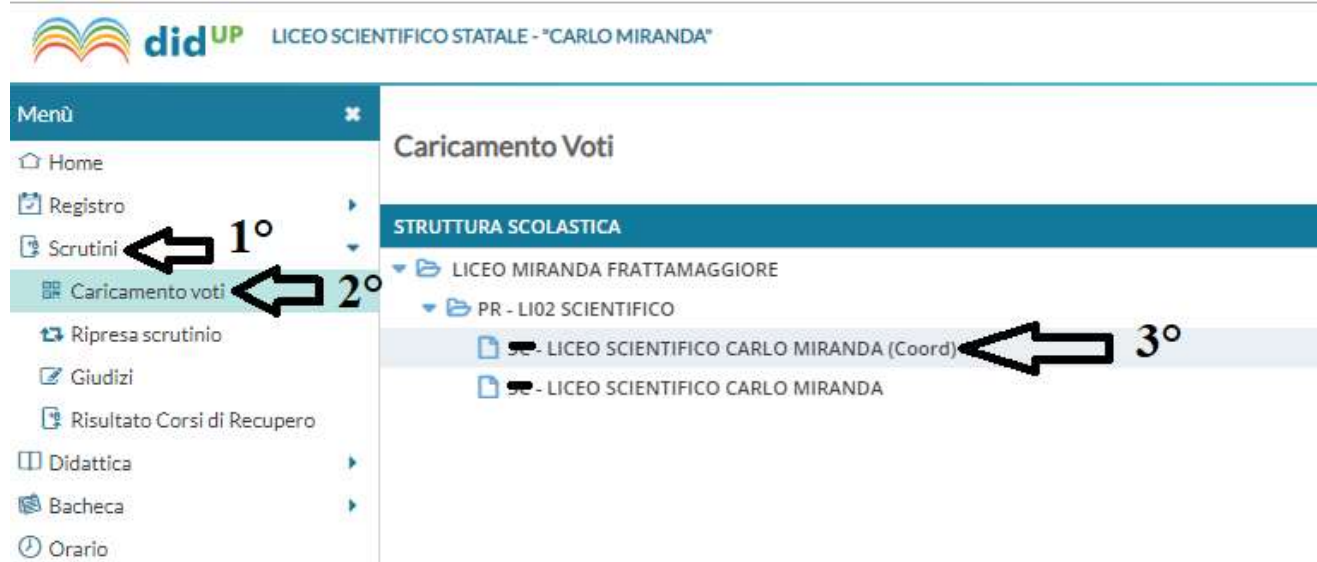 didUP LICEO SCIENTIFICO STATALE - "CARLO MIRANDA"
Menù
Home
Registro
Scrutini 1°
Caricamento voti 2°
Ripresa scrutinio
Giudizi
Risultato Corsi di Recupero
Didattica
Bacheca
Orario
Caricamento Voti
STRUTTURA SCOLASTICA
LICEO MIRANDA FRATTAMAGGIORE
PR - LI02 SCIENTIFICO
- LICEO SCIENTIFICO CARLO MIRANDA (Coord) 3°
- LICEO SCIENTIFICO CARLO MIRANDA